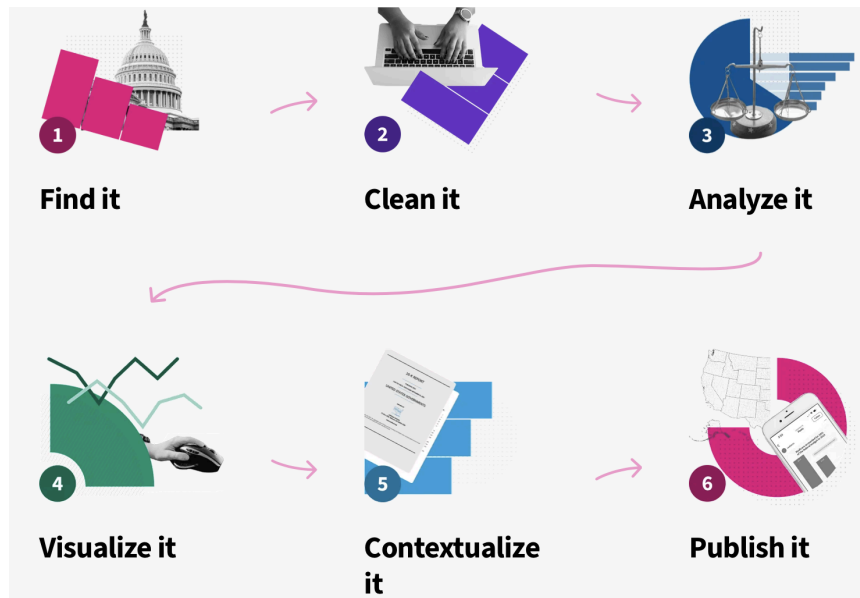 1
2
3
Find it
Clean it
Analyze it
4
5
6
Visualize it
Contextualize
it
Publish it